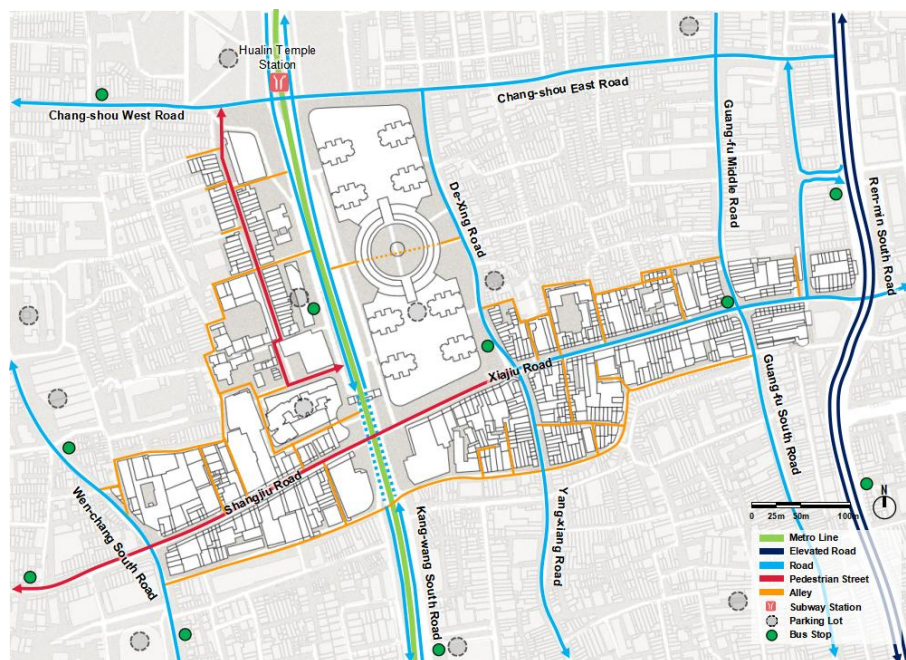 Hualin Temple
Station
Chang-shou West Road
Chang-shou East Road
Guang-fu Middle Road
De-Xing Road
Ren-min South Road
Xiajiu Road
Guang-fu South Road
Shangjiu Road
Wen-chang South Road
Kang-wang South Road
Yang-xiang Road
N
0 25m 50m 100m
Metro Line
Elevated Road
Road
Pedestrian Street
Alley
Subway Station
Parking Lot
Bus Stop